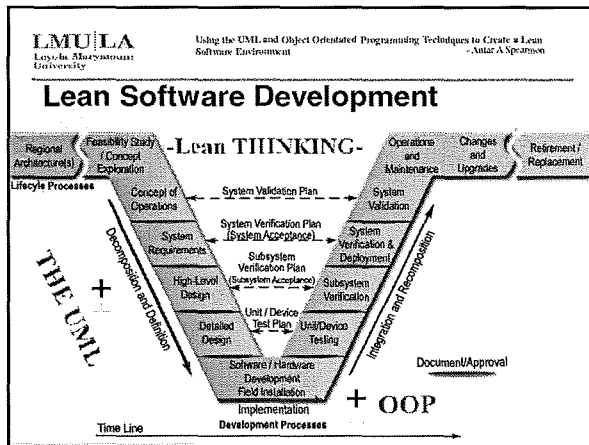 LMU|LA
Loyola Marymount
University
Using the UML and Object Orientated Programming Techniques to Create a Lean
Software Environment
-Antar A Spearmon
Lean Software Development
-Lean THINKING-
Regional
Architecture(s)
Feasibility Study
/ Concept
Exploration
Operations
and
Maintenance
Changes
and
Upgrades
Retirement /
Replacement
Lifecyle Processes
Concept of
Operations
System Validation Plan
System
Validation
System
Requirements
System Verification Plan
(System Acceptance)
System
Verification &
Deployment
High-Level
Design
Subsystem
Verification Plan
(Subsystem Acceptance)
Subsystem
Verification
Detailed
Design
Unit / Device
Test Plan
Unit/Device
Testing
Decomposition and Definition
Integration and Recomposition
THE UML
+
Software / Hardware
Development
Field Installation
Implementation
Document/Approval
+ OOP
Time Line
Development Processes